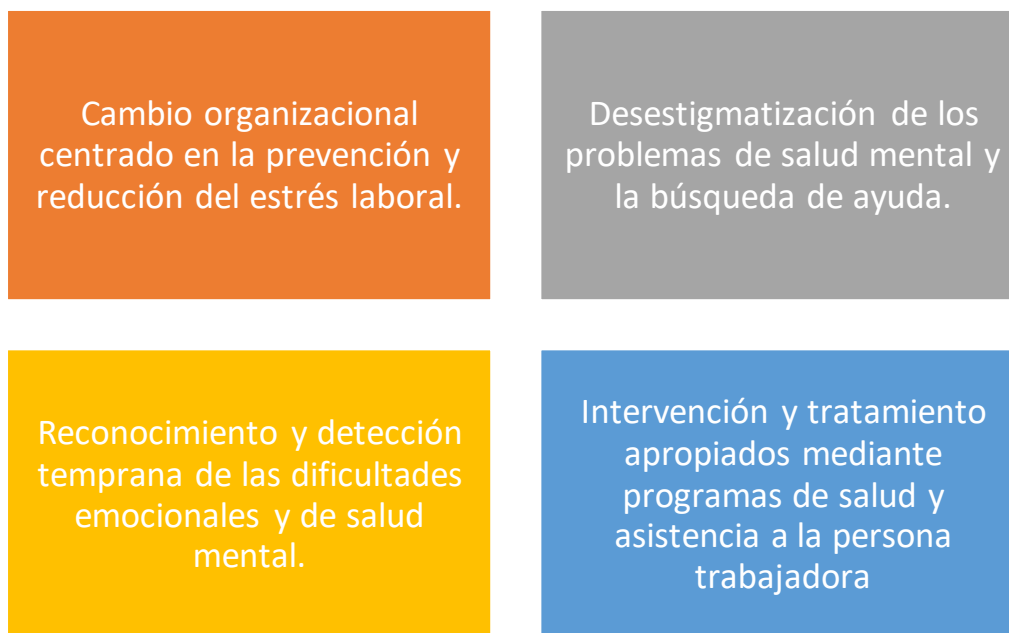 Cambio organizacional
centrado en la prevención y
reducción del estrés laboral.
Desestigmatización de los
problemas de salud mental y
la búsqueda de ayuda.
Reconocimiento y detección
temprana de las dificultades
emocionales y de salud
mental.
Intervención y tratamiento
apropiados mediante
programas de salud y
asistencia a la persona
trabajadora